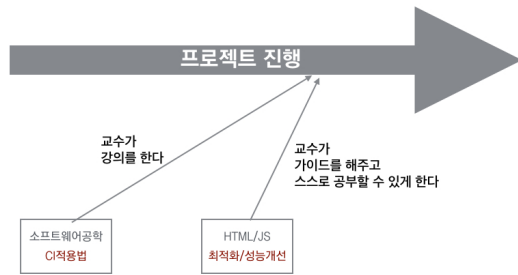 프로젝트 진행
교수가
강의를 한다
교수가
가이드를 해주고
스스로 공부할 수 있게 한다
소프트웨어공학
CI적용법
HTML/JS
최적화/성능개선